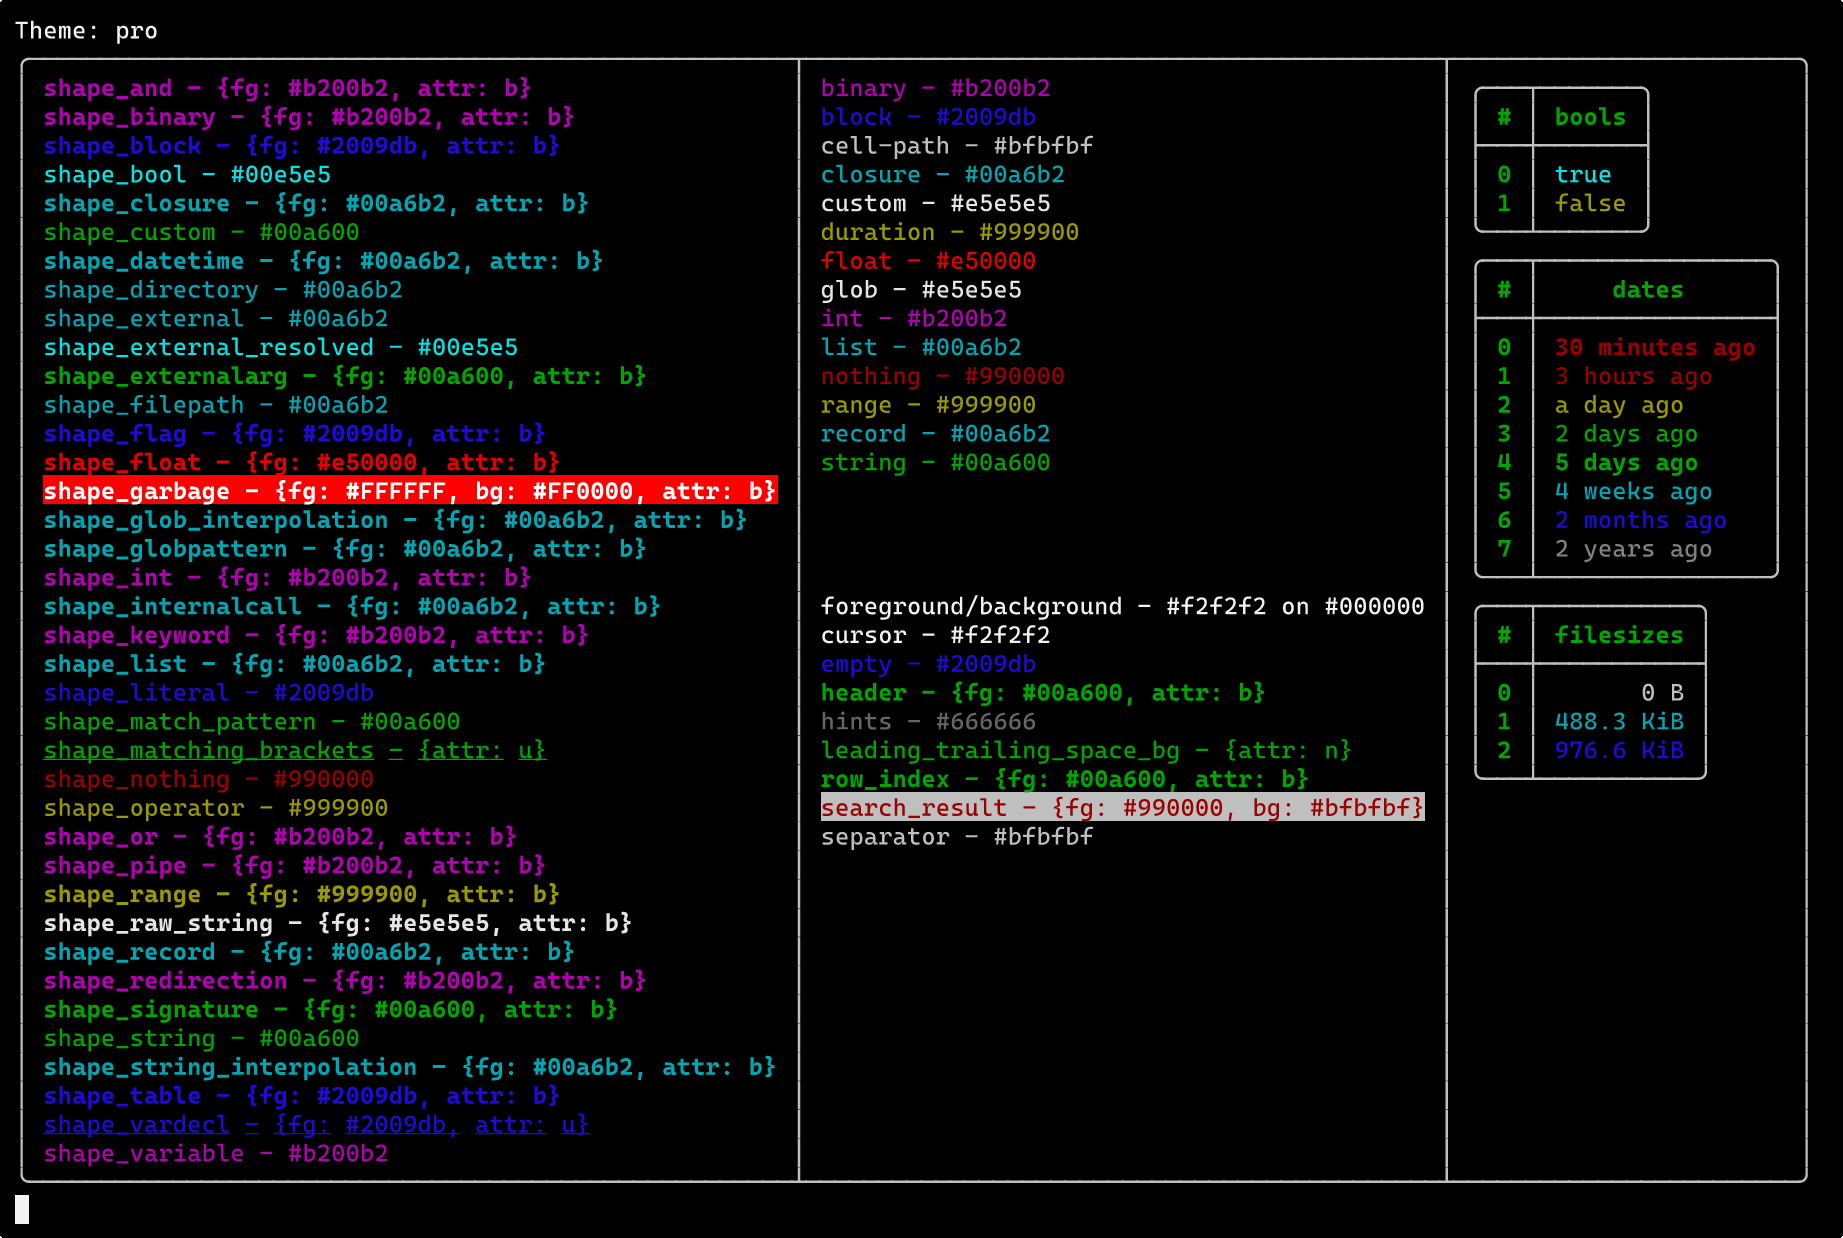 Theme: pro
shape_and - {fg: #b200b2, attr: b}
shape_binary - {fg: #b200b2, attr: b}
shape_block - {fg: #2009db, attr: b}
shape_bool - #00e5e5
shape_closure - {fg: #00a6b2, attr: b}
shape_custom - #00a600
shape_datetime - {fg: #00a6b2, attr: b}
shape_directory - #00a6b2
shape_external - #00a6b2
shape_external_resolved - #00e5e5
shape_externalarg - {fg: #00a600, attr: b}
shape_filepath - #00a6b2
shape_flag - {fg: #2009db, attr: b}
shape_float - {fg: #e50000, attr: b}
shape_garbage - {fg: #FFFFFF, bg: #FF0000, attr: b}
shape_glob_interpolation - {fg: #00a6b2, attr: b}
shape_globpattern - {fg: #00a6b2, attr: b}
shape_int - {fg: #b200b2, attr: b}
shape_internalcall - {fg: #00a6b2, attr: b}
shape_keyword - {fg: #b200b2, attr: b}
shape_list - {fg: #00a6b2, attr: b}
shape_literal - #2009db
shape_match_pattern - #00a600
shape_matching_brackets - {attr: u}
shape_nothing - #990000
shape_operator - #999900
shape_or - {fg: #b200b2, attr: b}
shape_pipe - {fg: #b200b2, attr: b}
shape_range - {fg: #999900, attr: b}
shape_raw_string - {fg: #e5e5e5, attr: b}
shape_record - {fg: #00a6b2, attr: b}
shape_redirection - {fg: #b200b2, attr: b}
shape_signature - {fg: #00a600, attr: b}
shape_string - #00a600
shape_string_interpolation - {fg: #00a6b2, attr: b}
shape_table - {fg: #2009db, attr: b}
shape_vardecl - {fg: #2009db, attr: u}
shape_variable - #b200b2
binary - #b200b2
block - #2009db
cell-path - #bfbfbf
closure - #00a6b2
custom - #e5e5e5
duration - #999900
float - #e50000
glob - #e5e5e5
int - #b200b2
list - #00a6b2
nothing - #990000
range - #999900
record - #00a6b2
string - #00a600
foreground/background - #f2f2f2 on #000000
cursor - #f2f2f2
empty - #2009db
header - {fg: #00a600, attr: b}
hints - #666666
leading_trailing_space_bg - {attr: n}
row_index - {fg: #00a600, attr: b}
search_result - {fg: #990000, bg: #bfbfbf}
separator - #bfbfbf
# bools
0 true
1 false
# dates
0 30 minutes ago
1 3 hours ago
2 a day ago
3 2 days ago
4 5 days ago
5 4 weeks ago
6 2 months ago
7 2 years ago
# filesizes
0 0 B
1 488.3 KiB
2 976.6 KiB